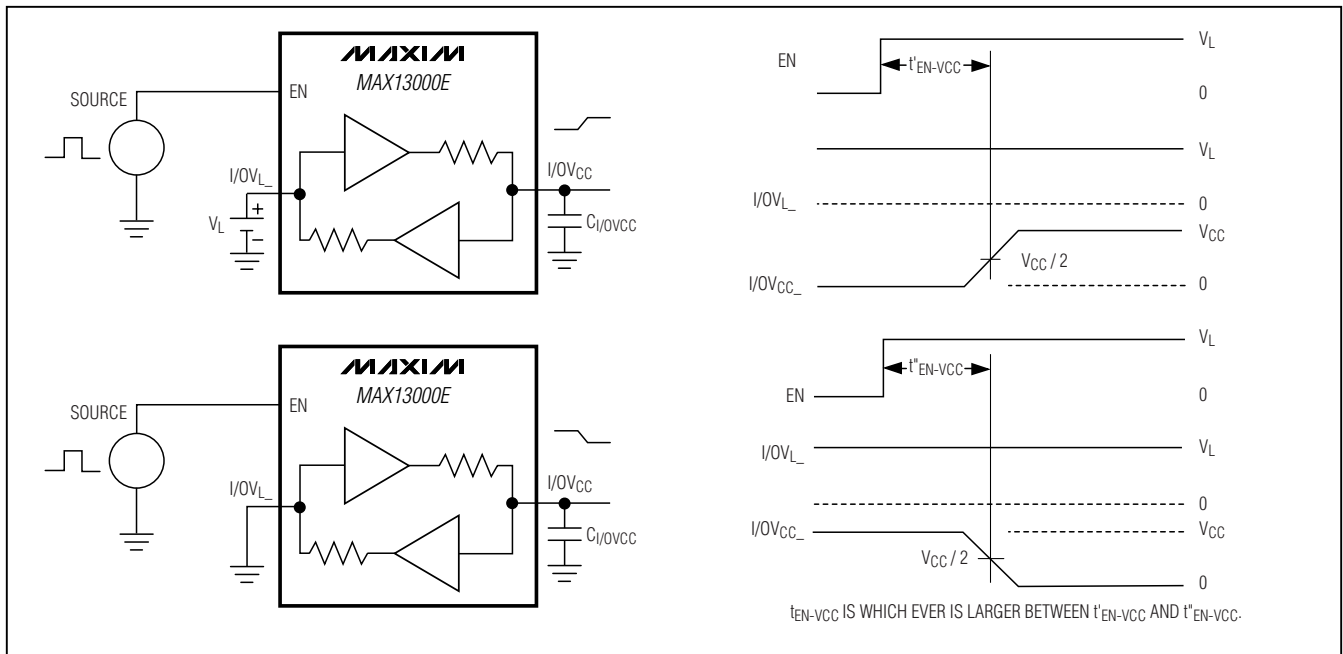 MAXIM
MAX13000E
SOURCE
EN
I/OVL_
VL
+
−
I/OVCC
CI/OVCC
EN
t'EN-VCC
VL
0
VL
I/OVL_
0
VCC
VCC / 2
I/OVCC_
0
MAXIM
MAX13000E
SOURCE
EN
I/OVL_
I/OVCC
CI/OVCC
VL
t"EN-VCC
EN
0
I/OVL_
VL
0
I/OVCC_
VCC
VCC / 2
0
tEN-VCC IS WHICH EVER IS LARGER BETWEEN t'EN-VCC AND t"EN-VCC.